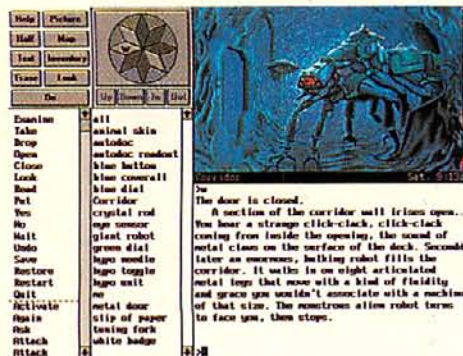 Help Picture
Half Map
Text Inventory
Erase Look
Do
W
Up Down In Out
Examine
Take
Drop
Open
Close
Look
Read
Put
Yes
No
Wait
Undo
Save
Restore
Restart
Quit
Activate
Again
Ask
Attack
Attack
all
animal skin
autodoc
autodoc readout
blue button
blue coverall
blue dial
Corridor
crystal rod
eye sensor
giant robot
green dial
hypo needle
hypo toggle
hypo unit
me
metal door
slip of paper
tuning fork
white badge
Corridor Sat. 9:13
>w
The door is closed.
A section of the corridor wall irises open..
You hear a strange click-clack, click-clack
coming from inside the opening, the sound of
metal claws on the surface of the deck. Seconds
later an enormous, hulking robot fills the
corridor. It walks in on eight articulated
metal legs that move with a kind of fluidity
and grace you wouldn't associate with a machine
of that size. The monstrous alien robot turns
to face you, then stops.
>